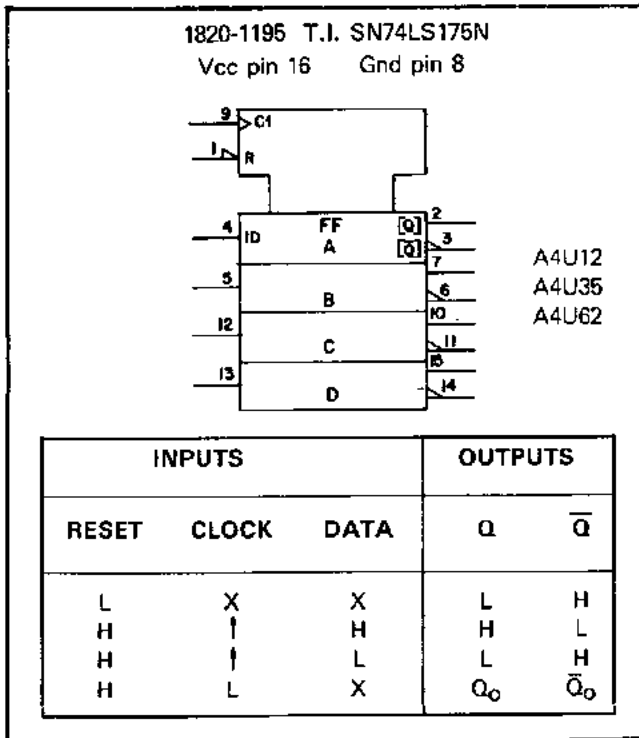 1820-1195 T.I. SN74LS175N
Vcc pin 16 Gnd pin 8
9 C1
1 R
4 1D FF [Q] 2
A [Q̅] 3
7
5 B 6
10
12 C 11
15
13 D 14
A4U12
A4U35
A4U62
INPUTS OUTPUTS
RESET CLOCK DATA Q Q̅
L X X L H
H ↑ H H L
H ↑ L L H
H L X Q₀ Q̅₀